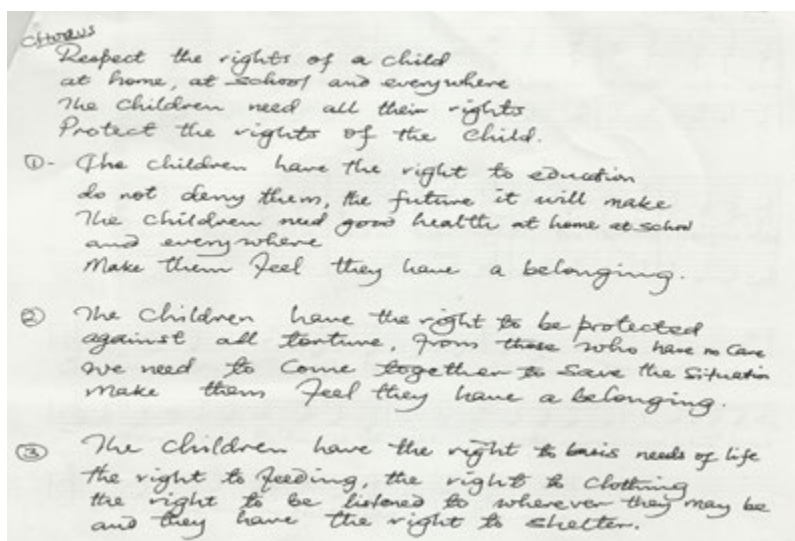 Chorus
Respect the rights of a child
at home, at school and everywhere
The children need all their rights
Protect the rights of the child.
① - The children have the right to education
do not deny them, the future it will make
The children need good health at home at school
and everywhere
Make them feel they have a belonging.
② The children have the right to be protected
against all torture, from those who have no care
we need to come together to save the situation
make them feel they have a belonging.
③ The children have the right to basis needs of life
the right to feeding, the right to clothing
the right to be listened to wherever they may be
and they have the right to shelter.